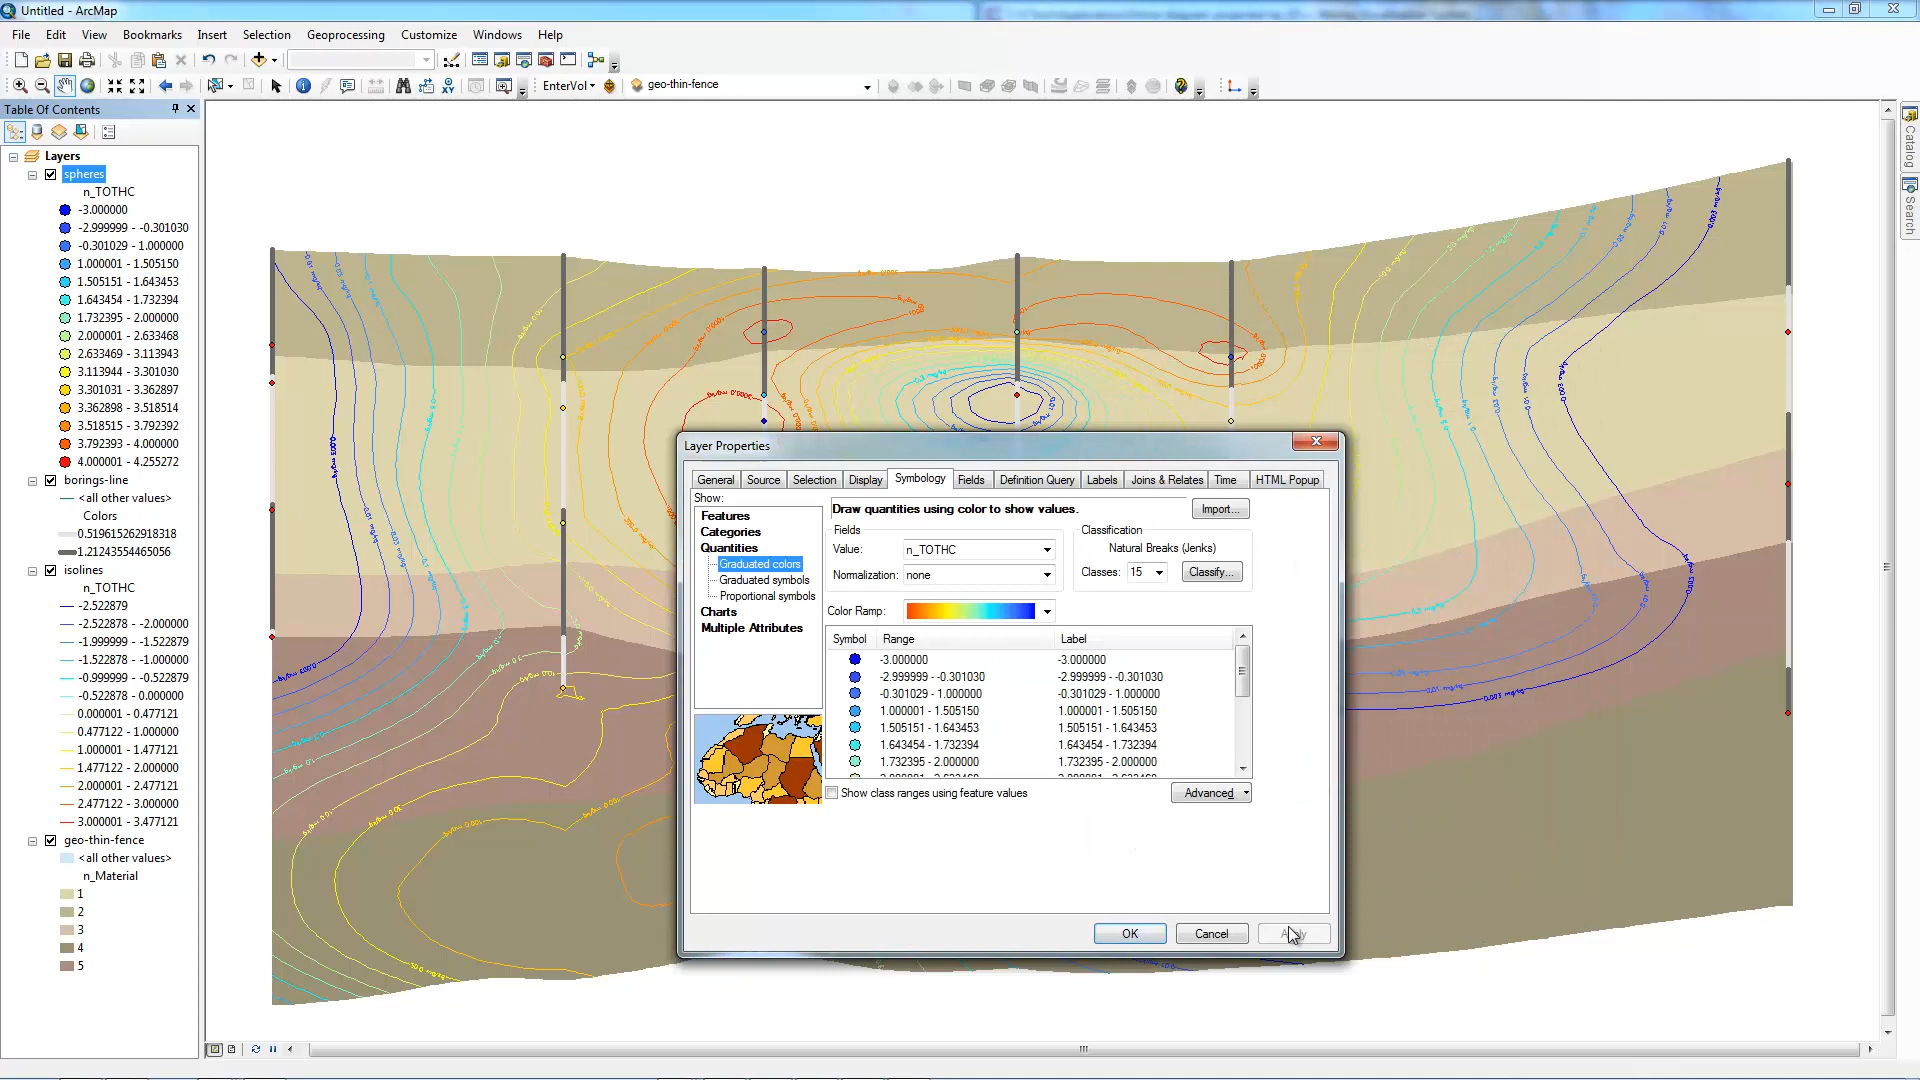 Untitled - ArcMap
File Edit View Bookmarks Insert Selection Geoprocessing Customize Windows Help
EnterVol geo-thin-fence
Table Of Contents
Layers
spheres
n_TOTHC
-3.000000
-2.999999 - -0.301030
-0.301029 - 1.000000
1.000001 - 1.505150
1.505151 - 1.643453
1.643454 - 1.732394
1.732395 - 2.000000
2.000001 - 2.633468
2.633469 - 3.113943
3.113944 - 3.301030
3.301031 - 3.362897
3.362898 - 3.518514
3.518515 - 3.792392
3.792393 - 4.000000
4.000001 - 4.255272
borings-line
<all other values>
Colors
0.519615262918318
1.21243554465056
isolines
n_TOTHC
-2.522879
-2.522878 - -2.000000
-1.999999 - -1.522879
-1.522878 - -1.000000
-0.999999 - -0.522879
-0.522878 - 0.000000
0.000001 - 0.477121
0.477122 - 1.000000
1.000001 - 1.477121
1.477122 - 2.000000
2.000001 - 2.477121
2.477122 - 3.000000
3.000001 - 3.477121
geo-thin-fence
<all other values>
n_Material
1
2
3
4
5
Catalog
Search
Layer Properties
General Source Selection Display Symbology Fields Definition Query Labels Joins & Relates Time HTML Popup
Show:
Features
Categories
Quantities
Graduated colors
Graduated symbols
Proportional symbols
Charts
Multiple Attributes
Draw quantities using color to show values.
Import...
Fields
Value: n_TOTHC
Normalization: none
Classification
Natural Breaks (Jenks)
Classes: 15 Classify...
Color Ramp:
Symbol Range Label
-3.000000 -3.000000
-2.999999 - -0.301030 -2.999999 - -0.301030
-0.301029 - 1.000000 -0.301029 - 1.000000
1.000001 - 1.505150 1.000001 - 1.505150
1.505151 - 1.643453 1.505151 - 1.643453
1.643454 - 1.732394 1.643454 - 1.732394
1.732395 - 2.000000 1.732395 - 2.000000
Show class ranges using feature values
Advanced
OK Cancel